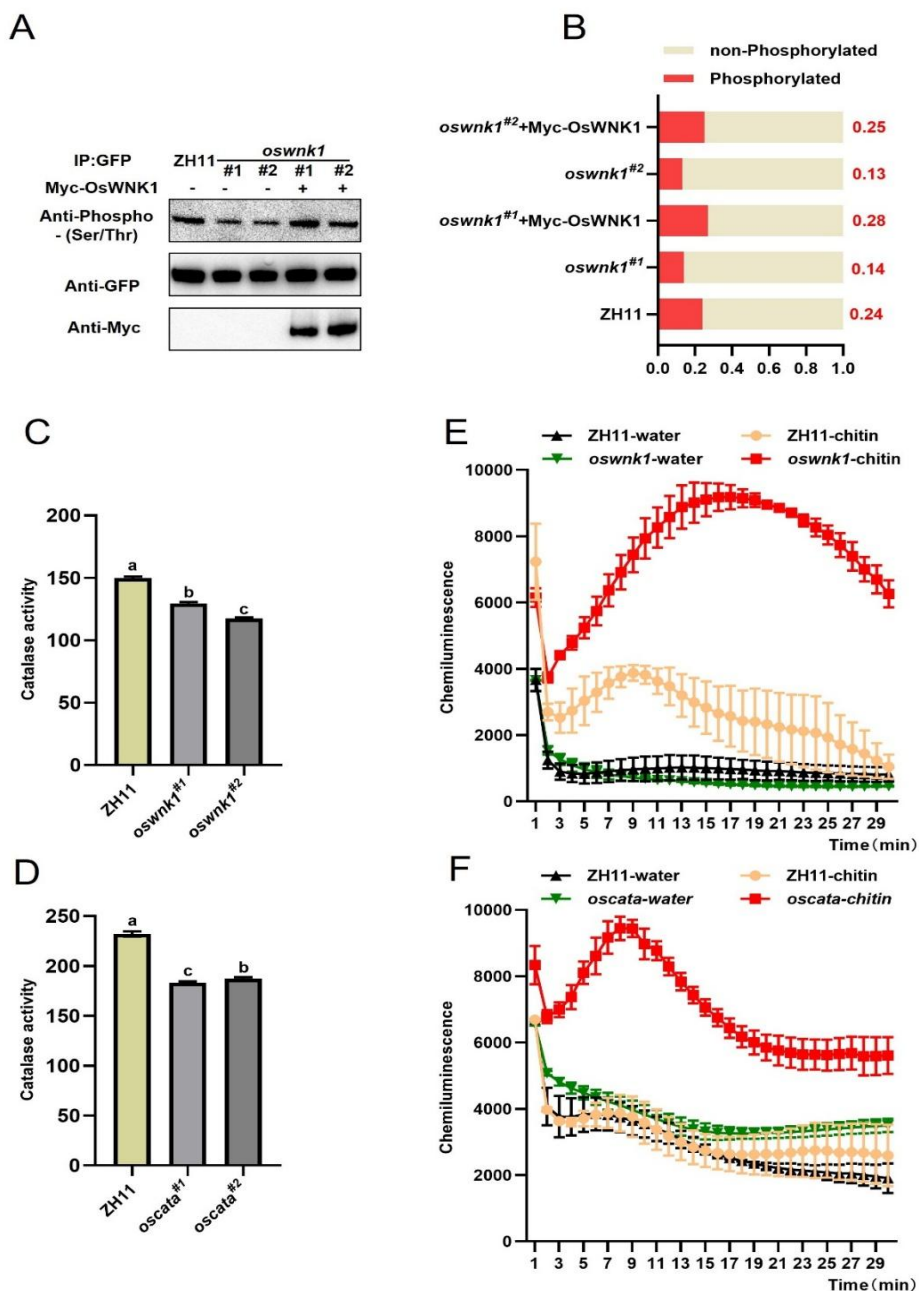 A
IP:GFP ZH11 oswnk1
#1 #2 #1 #2
Myc-OsWNK1 - - - + +
Anti-Phospho
- (Ser/Thr)
Anti-GFP
Anti-Myc
B
non-Phosphorylated
Phosphorylated
oswnk1#2+Myc-OsWNK1 0.25
oswnk1#2 0.13
oswnk1#1+Myc-OsWNK1 0.28
oswnk1#1 0.14
ZH11 0.24
0.0 0.2 0.4 0.6 0.8 1.0
C
Catalase activity
200
150
100
50
0
a
b
c
ZH11 oswnk1#1 oswnk1#2
E
ZH11-water ZH11-chitin
oswnk1-water oswnk1-chitin
Chemiluminescence
10000
8000
6000
4000
2000
0
1 3 5 7 9 11 13 15 17 19 21 23 25 27 29
Time(min)
D
Catalase activity
250
200
150
100
50
0
a
c
b
ZH11 oscata#1 oscata#2
F
ZH11-water ZH11-chitin
oscata-water oscata-chitin
Chemiluminescence
10000
8000
6000
4000
2000
0
1 3 5 7 9 11 13 15 17 19 21 23 25 27 29
Time(min)